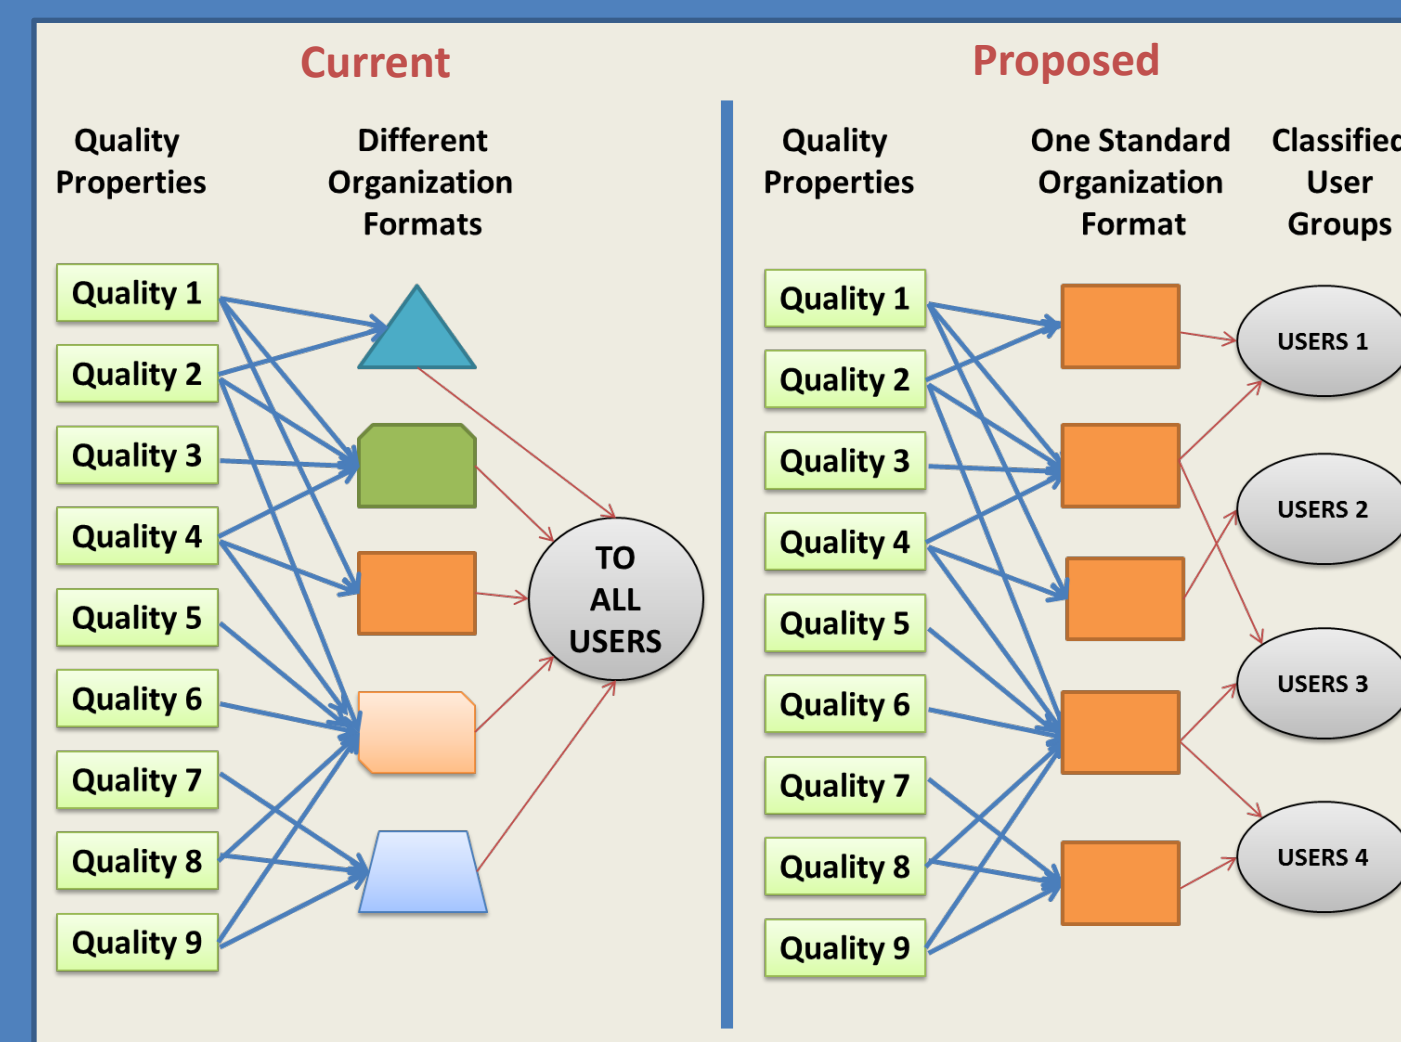 Current
Quality
Properties
Different
Organization
Formats
Quality 1
Quality 2
Quality 3
Quality 4
Quality 5
Quality 6
Quality 7
Quality 8
Quality 9
TO
ALL
USERS
Proposed
Quality
Properties
One Standard
Organization
Format
Classified
User
Groups
Quality 1
Quality 2
Quality 3
Quality 4
Quality 5
Quality 6
Quality 7
Quality 8
Quality 9
USERS 1
USERS 2
USERS 3
USERS 4